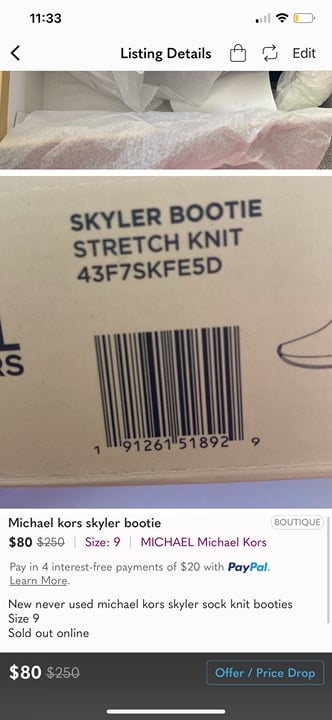 11:33
Listing Details
Edit
SKYLER BOOTIE
STRETCH KNIT
43F7SKFE5D
RS
1 91261 51892 9
Michael kors skyler bootie
BOUTIQUE
$80 $250 | Size: 9 | MICHAEL Michael Kors
Pay in 4 interest-free payments of $20 with PayPal.
Learn More.
New never used michael kors skyler sock knit booties
Size 9
Sold out online
$80 $250
Offer / Price Drop